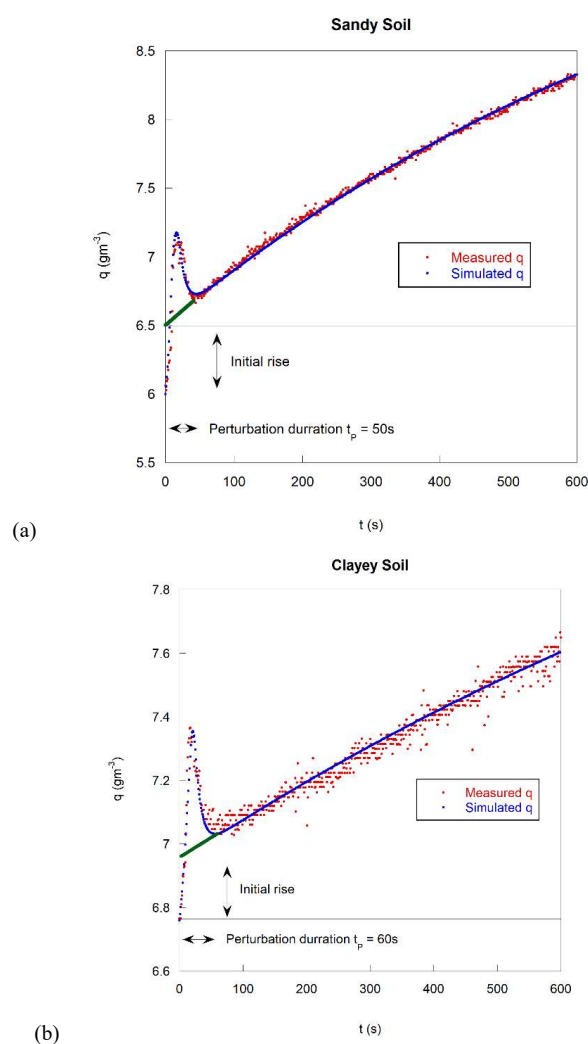 Sandy Soil
8.5
8
7.5
7
6.5
6
5.5
q (gm-3)
Measured q
Simulated q
Initial rise
Perturbation durration tP = 50s
0 100 200 300 400 500 600
t (s)
(a)
Clayey Soil
7.8
7.6
7.4
7.2
7
6.8
6.6
q (gm-3)
Measured q
Simulated q
Initial rise
Perturbation durration tP = 60s
0 100 200 300 400 500 600
t (s)
(b)